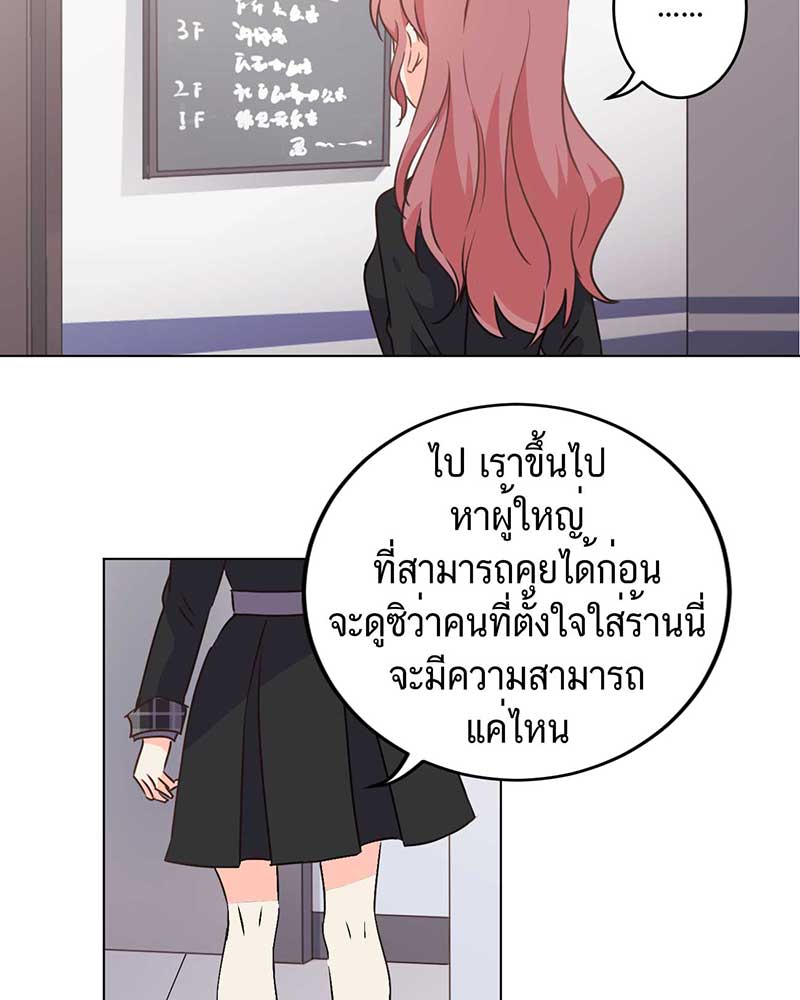 ......
3F
2F
1F
ไป เราขึ้นไป
หาผู้ใหญ่
ที่สามารถคุยได้ก่อน
จะดูซิว่าคนที่ตั้งใจใส่ร้านนี่
จะมีความสามารถ
แค่ไหน